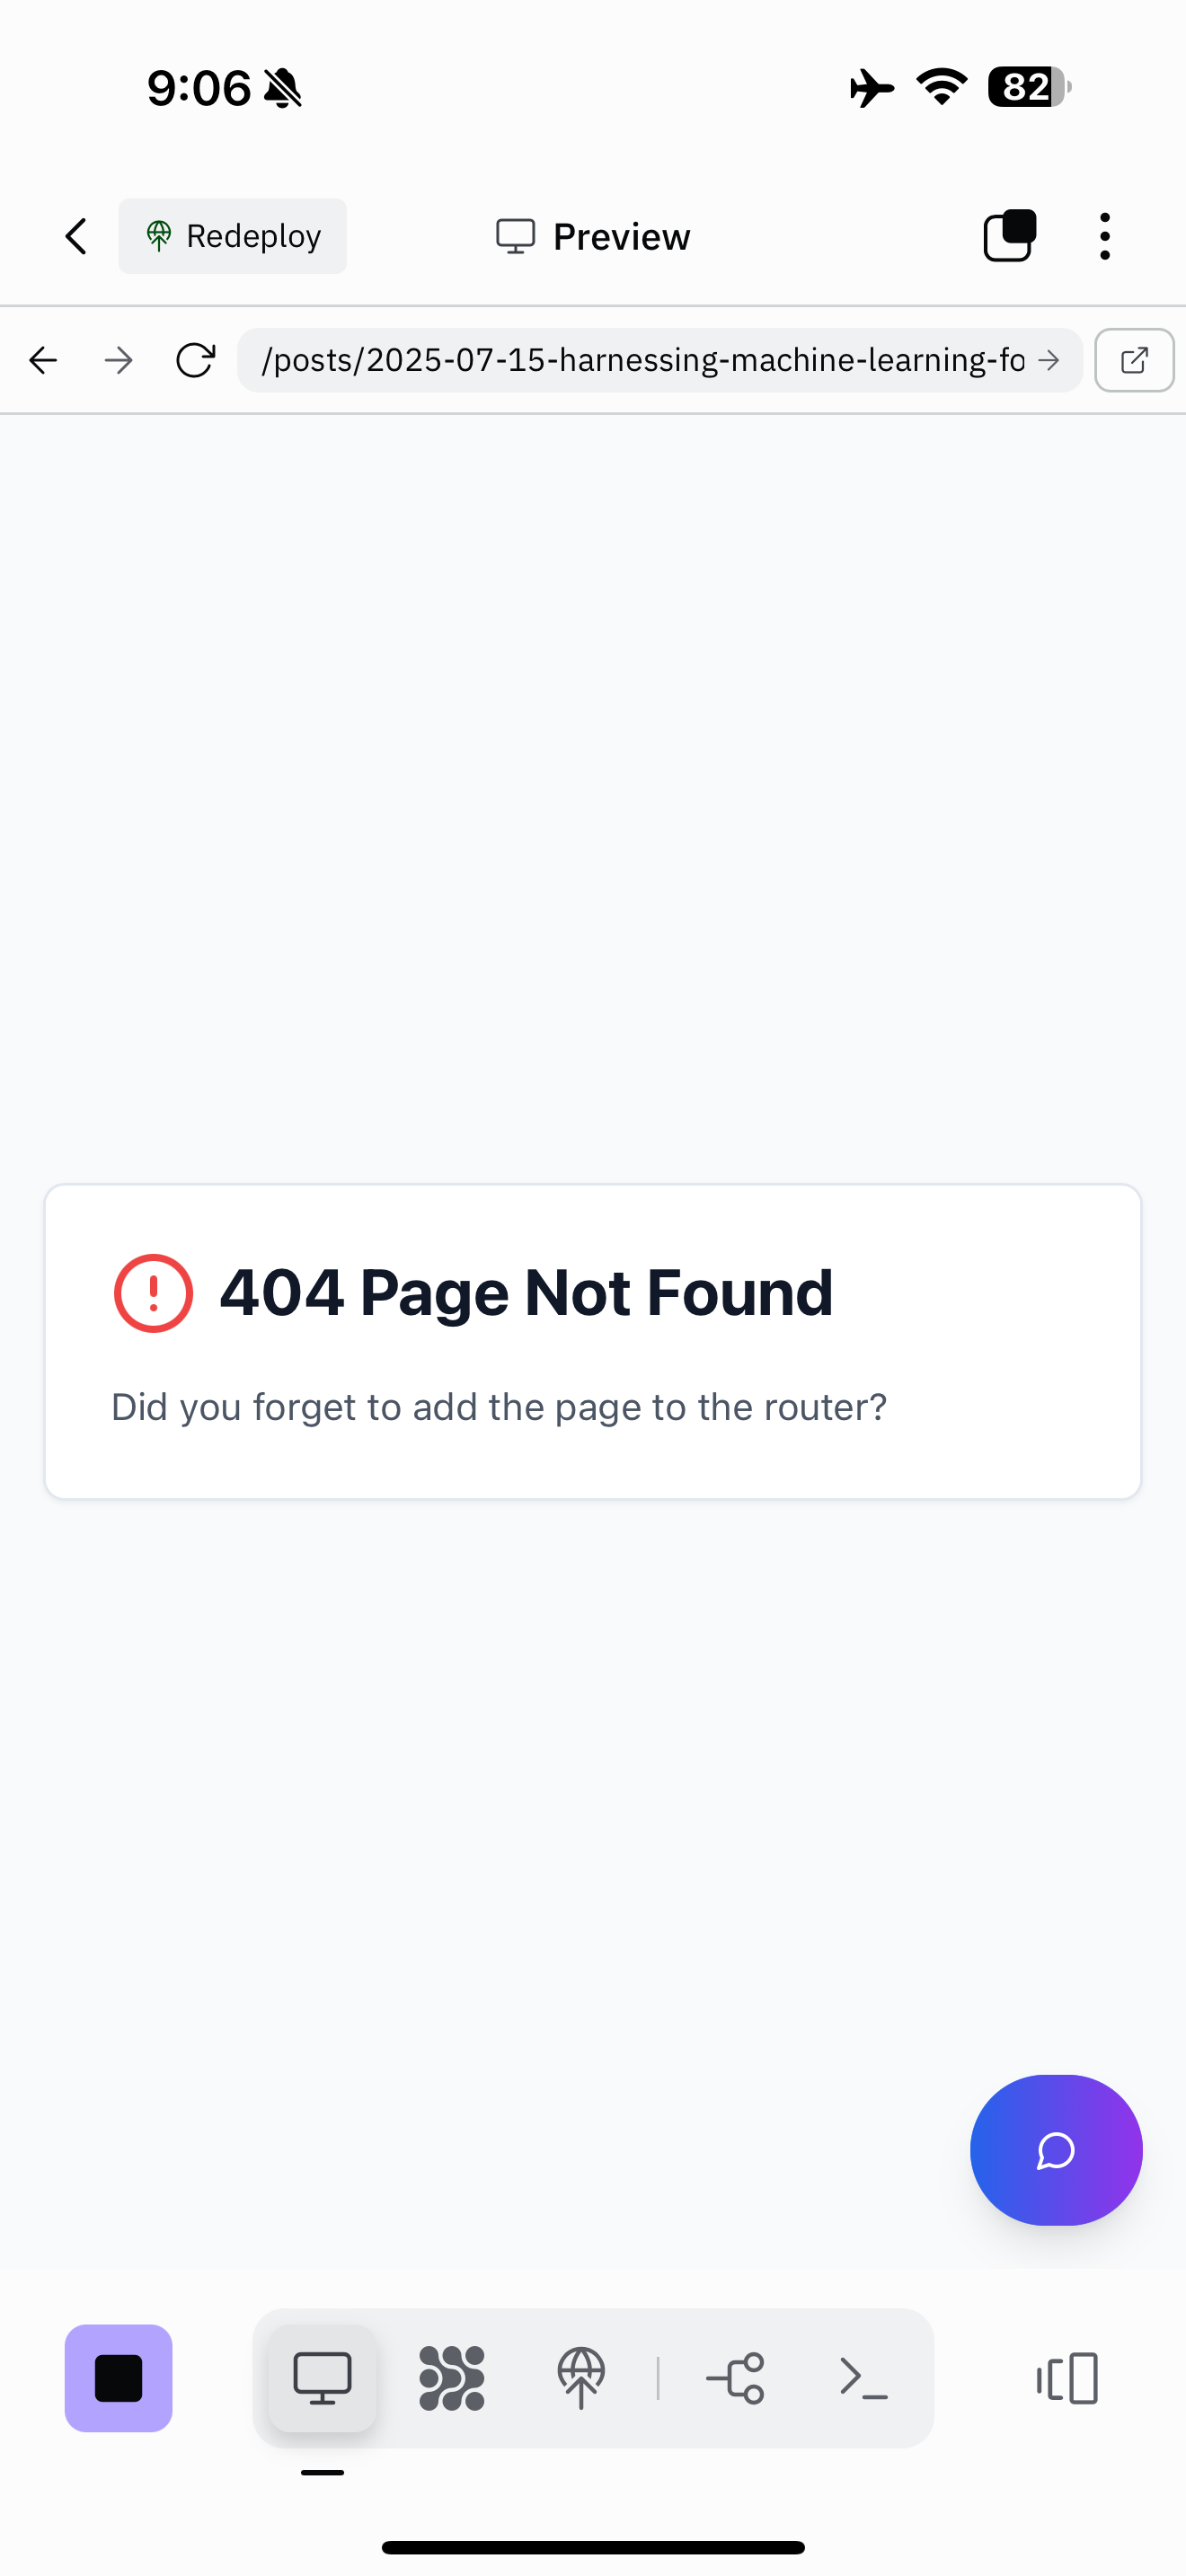 9:06
82
Redeploy
Preview
/posts/2025-07-15-harnessing-machine-learning-fo
404 Page Not Found
Did you forget to add the page to the router?